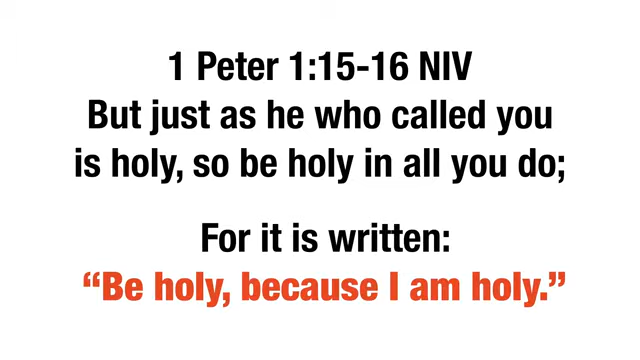 1 Peter 1:15-16 NIV
But just as he who called you
is holy, so be holy in all you do;
For it is written:
“Be holy, because I am holy.”